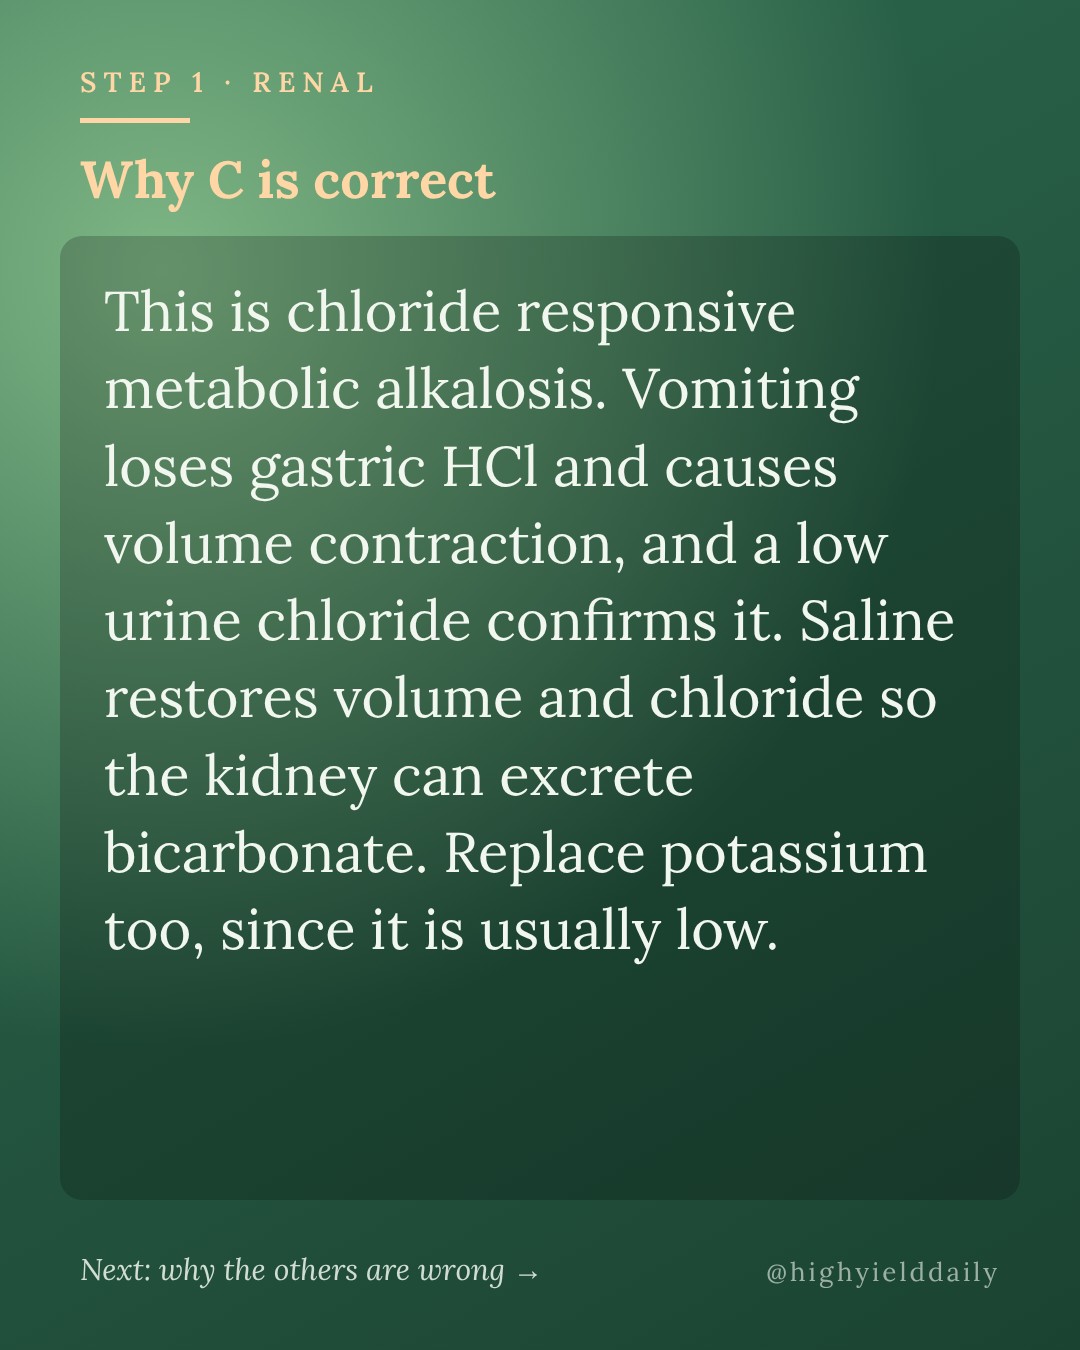 STEP 1 · RENAL
Why C is correct
This is chloride responsive
metabolic alkalosis. Vomiting
loses gastric HCl and causes
volume contraction, and a low
urine chloride confirms it. Saline
restores volume and chloride so
the kidney can excrete
bicarbonate. Replace potassium
too, since it is usually low.
Next: why the others are wrong →
@highyielddaily